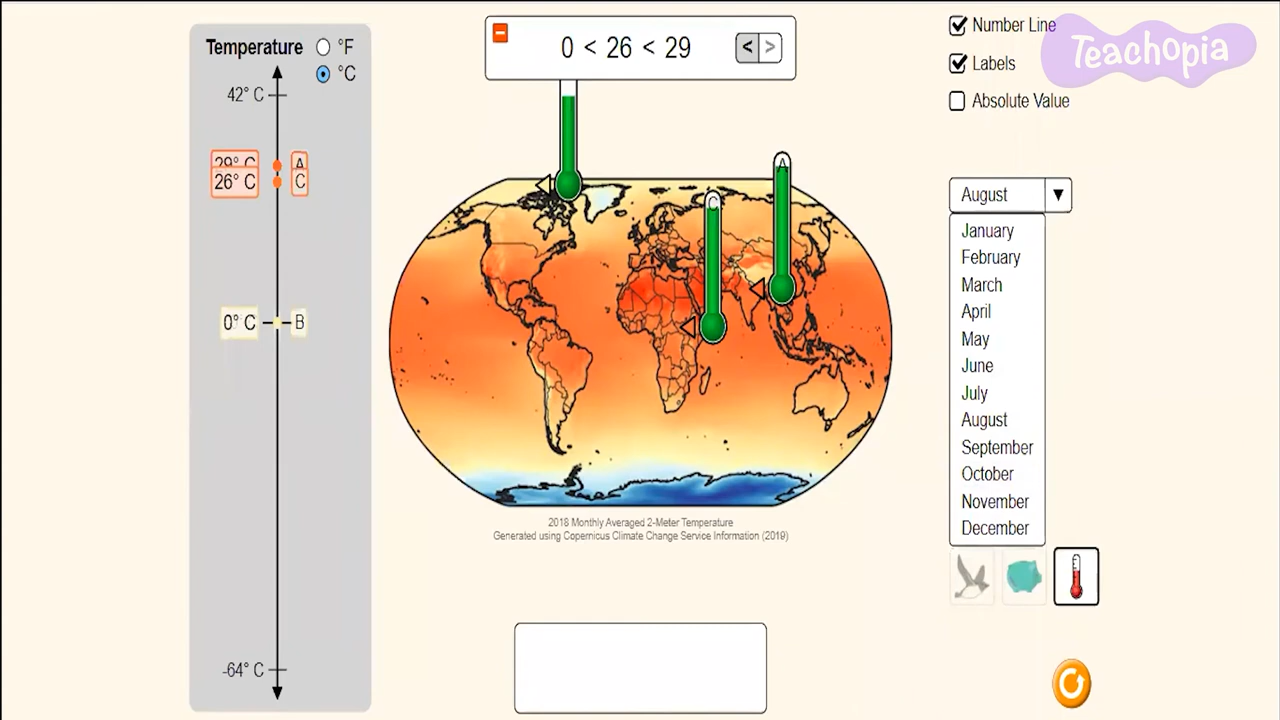 Temperature
°F
°C
42° C
29° C
A
26° C
C
0° C
B
-64° C
0 < 26 < 29
< >
A
C
2018 Monthly Averaged 2-Meter Temperature
Generated using Copernicus Climate Change Service Information (2019)
Number Line
Labels
Absolute Value
Teachopia
August
January
February
March
April
May
June
July
August
September
October
November
December